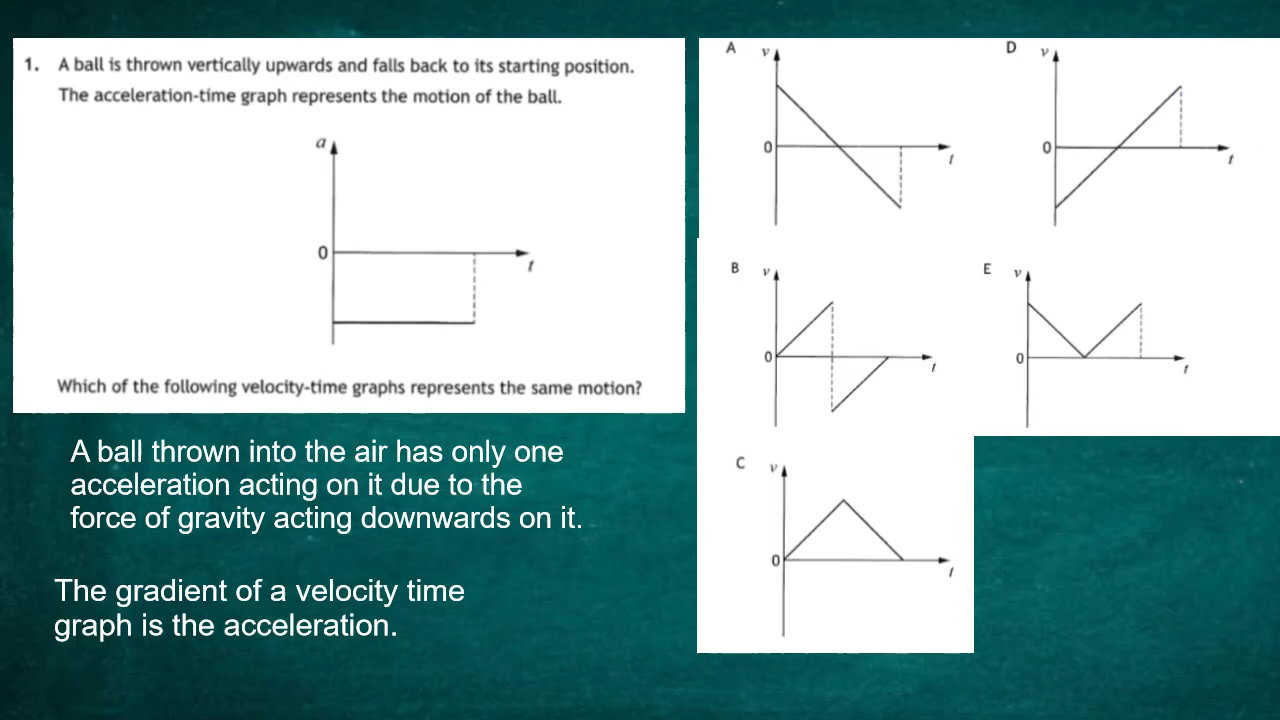 1. A ball is thrown vertically upwards and falls back to its starting position.
The acceleration-time graph represents the motion of the ball.
a
0
t
Which of the following velocity-time graphs represents the same motion?
A ball thrown into the air has only one
acceleration acting on it due to the
force of gravity acting downwards on it.
The gradient of a velocity time
graph is the acceleration.
A
v
0
t
D
v
0
t
B
v
0
t
E
v
0
t
C
v
0
t